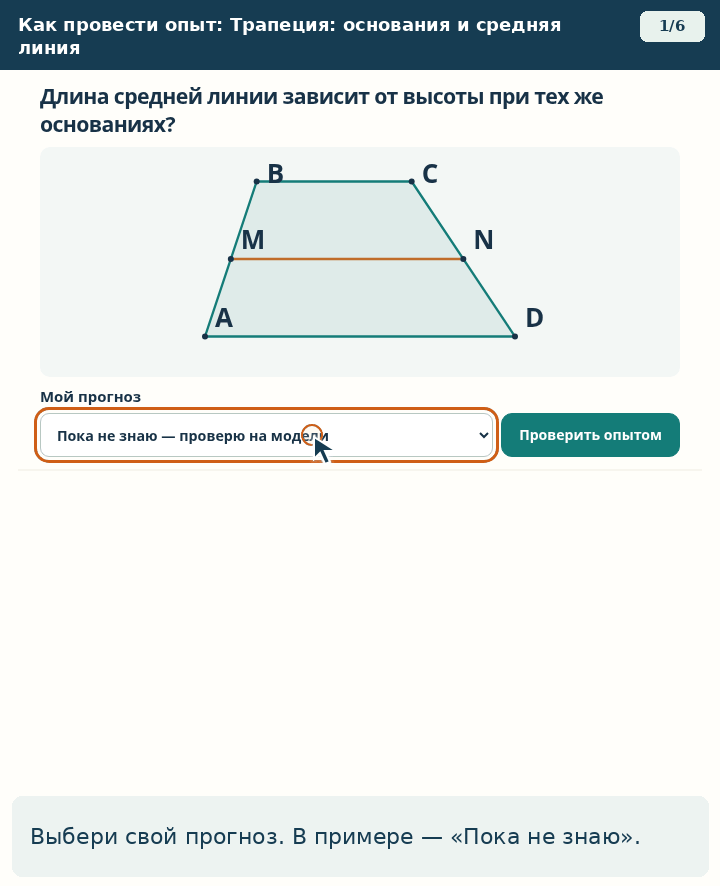 Как провести опыт: Трапеция: основания и средняя
линия
1/6
Длина средней линии зависит от высоты при тех же
основаниях?
B
C
M
N
A
D
Мой прогноз
Пока не знаю — проверю на модели
Проверить опытом
Выбери свой прогноз. В примере — «Пока не знаю».